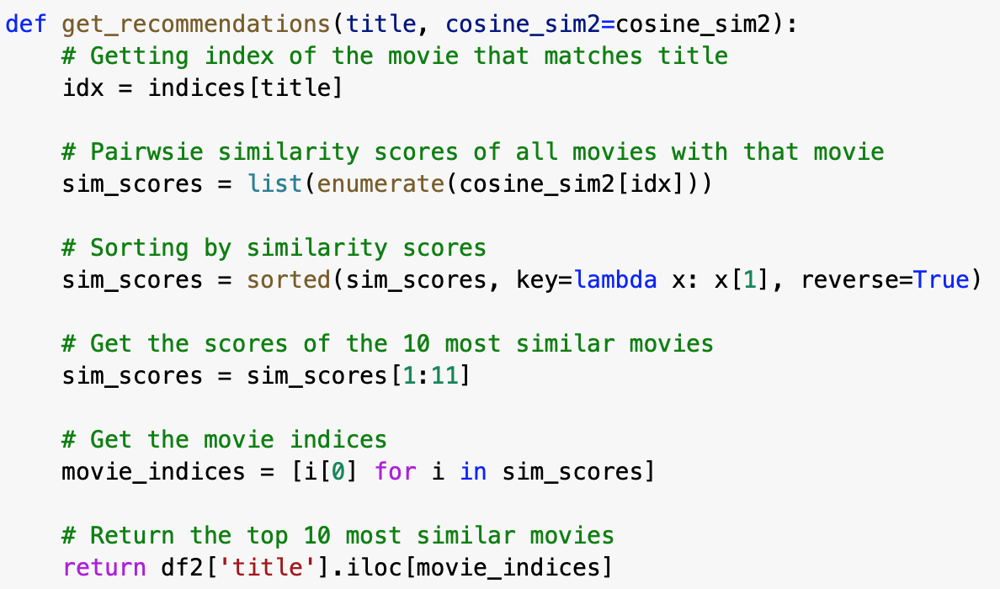 def get_recommendations(title, cosine_sim2=cosine_sim2):
    # Getting index of the movie that matches title
    idx = indices[title]

    # Pairwsie similarity scores of all movies with that movie
    sim_scores = list(enumerate(cosine_sim2[idx]))

    # Sorting by similarity scores
    sim_scores = sorted(sim_scores, key=lambda x: x[1], reverse=True)

    # Get the scores of the 10 most similar movies
    sim_scores = sim_scores[1:11]

    # Get the movie indices
    movie_indices = [i[0] for i in sim_scores]

    # Return the top 10 most similar movies
    return df2['title'].iloc[movie_indices]